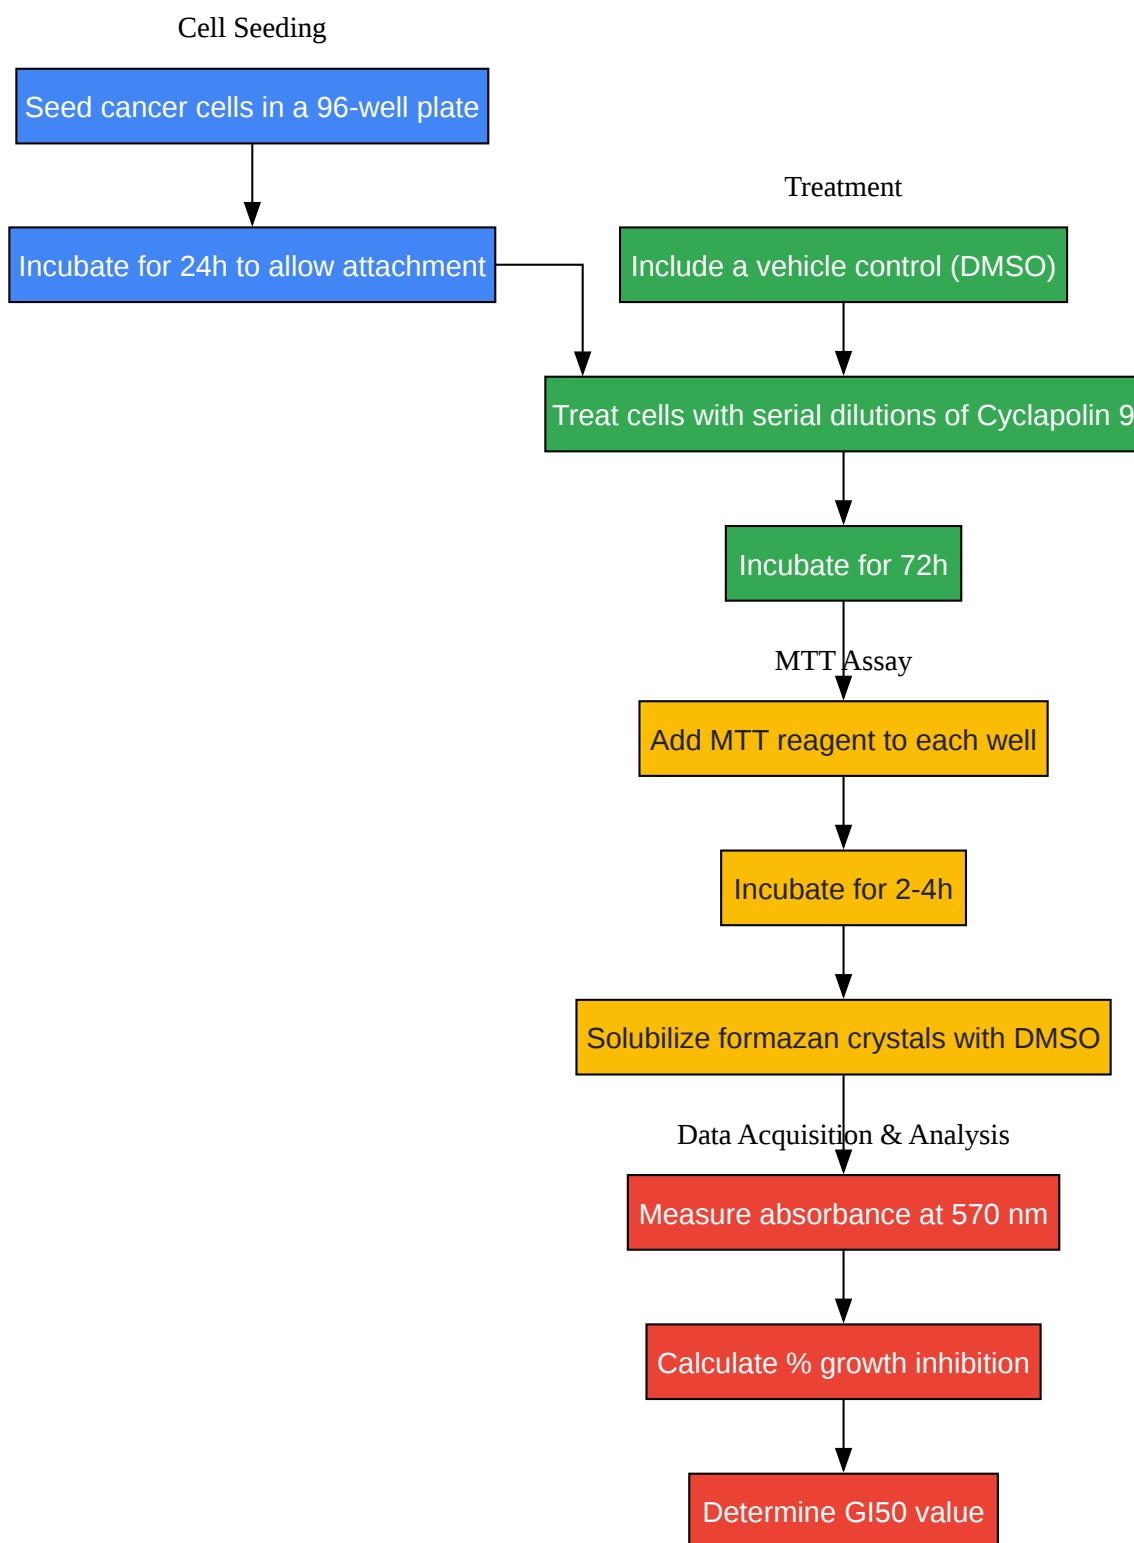 Cell Seeding
Seed cancer cells in a 96-well plate
Incubate for 24h to allow attachment
Treatment
Include a vehicle control (DMSO)
Treat cells with serial dilutions of Cyclapolin 9
Incubate for 72h
MTT Assay
Add MTT reagent to each well
Incubate for 2-4h
Solubilize formazan crystals with DMSO
Data Acquisition & Analysis
Measure absorbance at 570 nm
Calculate % growth inhibition
Determine GI50 value